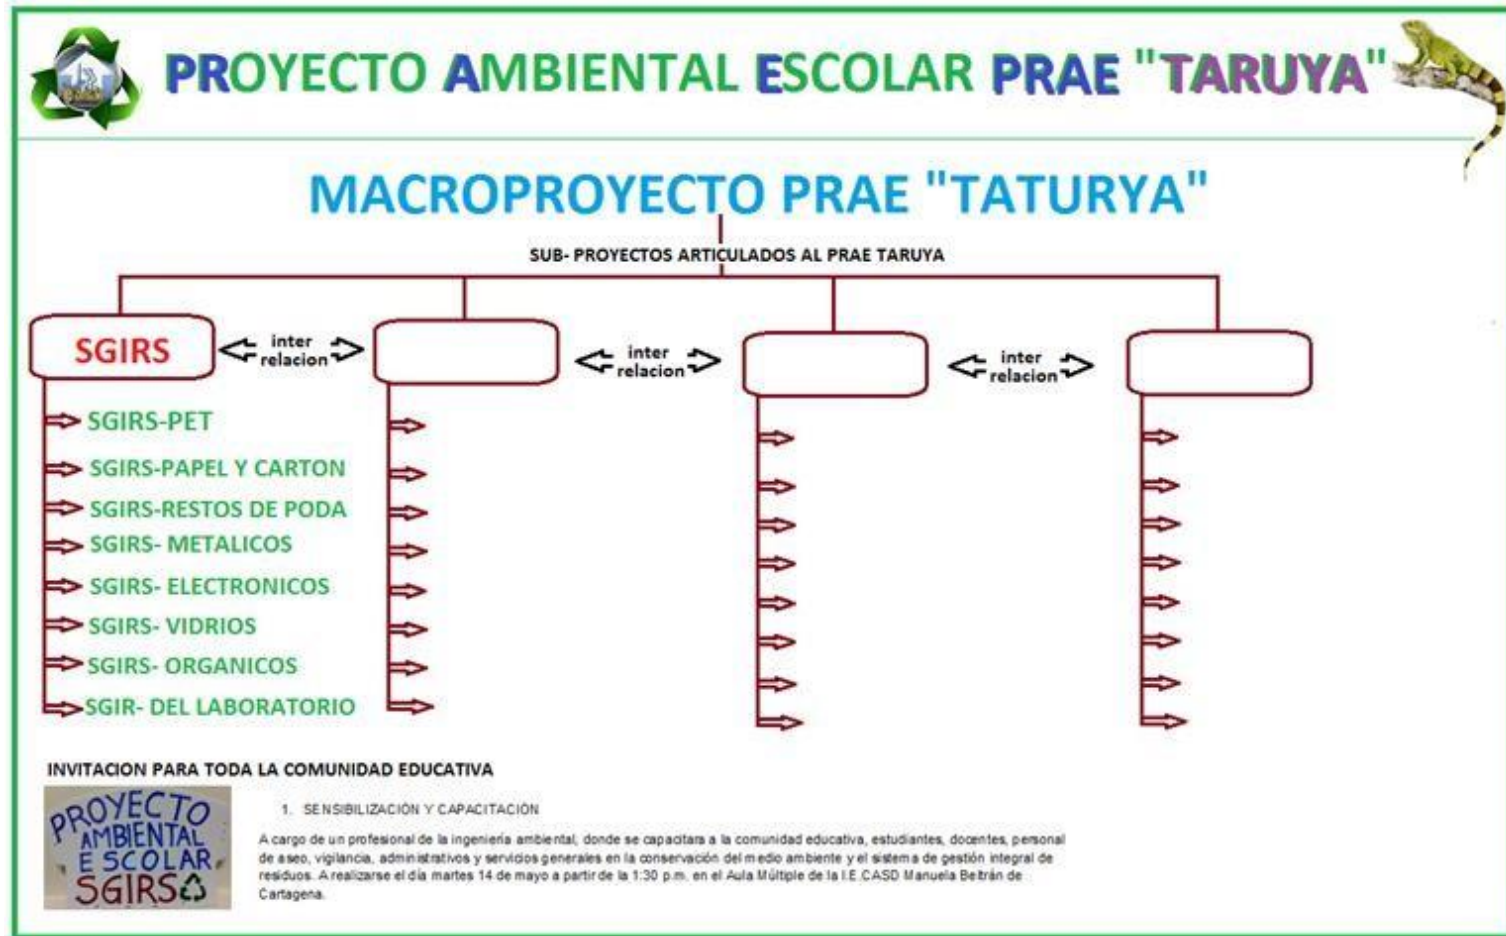 PROYECTO AMBIENTAL ESCOLAR PRAE "TARUYA"
MACROPROYECTO PRAE "TATURYA"
SUB- PROYECTOS ARTICULADOS AL PRAE TARUYA
SGIRS
inter
relacion
inter
relacion
inter
relacion
SGIRS-PET
SGIRS-PAPEL Y CARTON
SGIRS-RESTOS DE PODA
SGIRS- METALICOS
SGIRS- ELECTRONICOS
SGIRS- VIDRIOS
SGIRS- ORGANICOS
SGIR- DEL LABORATORIO
INVITACION PARA TODA LA COMUNIDAD EDUCATIVA
PROYECTO
AMBIENTAL
ESCOLAR
SGIRS
1. SENSIBILIZACIÓN Y CAPACITACIÓN
A cargo de un profesional de la ingeniería ambiental, donde se capacitara a la comunidad educativa, estudiantes, docentes, personal
de aseo, vigilancia, administrativos y servicios generales en la conservación del medio ambiente y el sistema de gestión integral de
residuos. A realizarse el día martes 14 de mayo a partir de la 1:30 p.m. en el Aula Múltiple de la I.E.CASD Manuela Beltrán de
Cartagena.